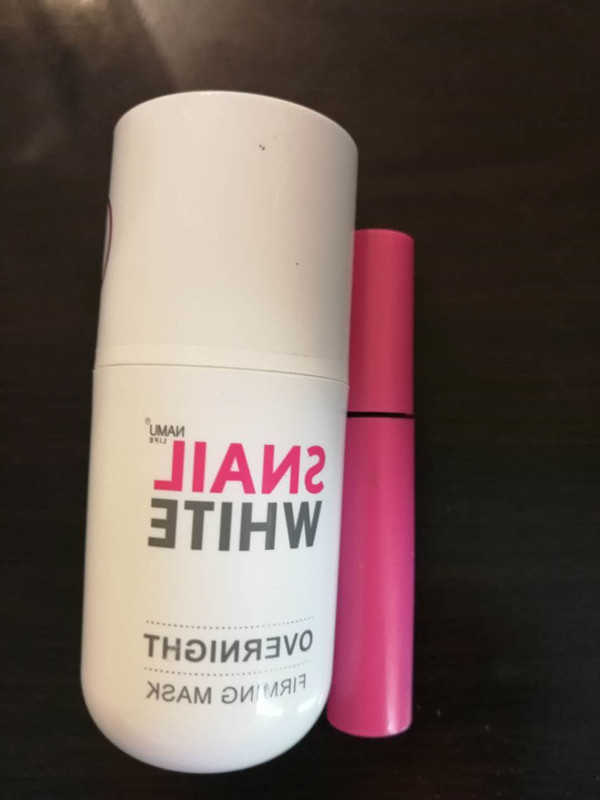 NAMU®
LIFE
SNAIL
WHITE
OVERNIGHT
FIRMING MASK